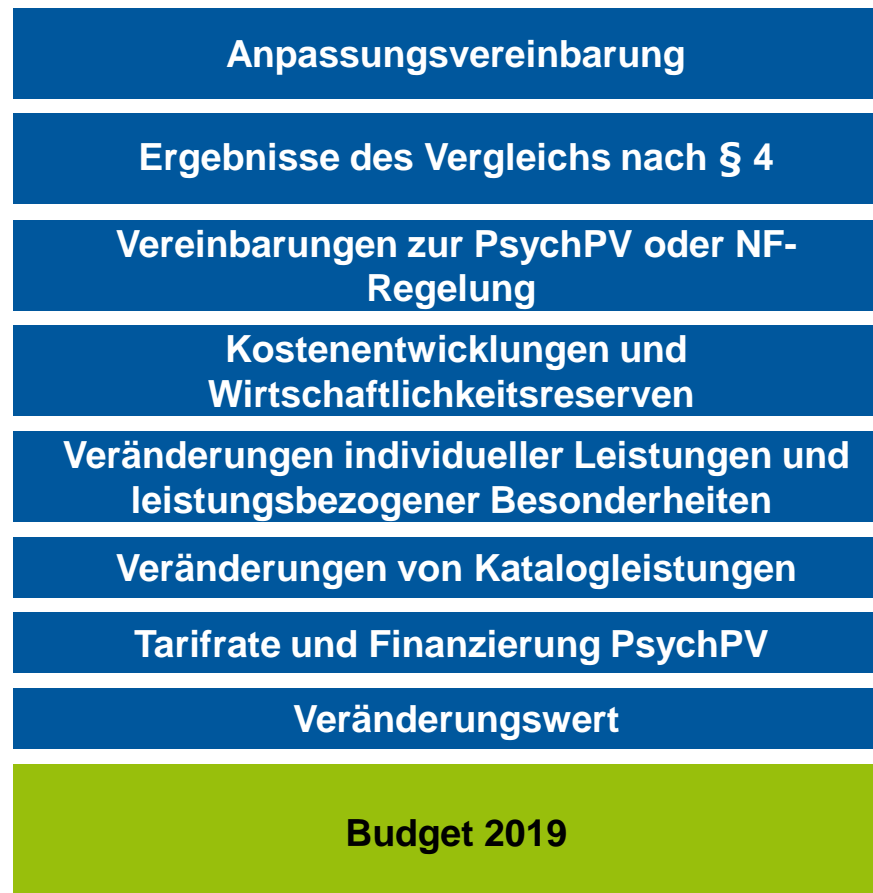 Anpassungsvereinbarung
Ergebnisse des Vergleichs nach § 4
Vereinbarungen zur PsychPV oder NF-
Regelung
Kostenentwicklungen und
Wirtschaftlichkeitsreserven
Veränderungen individueller Leistungen und
leistungsbezogener Besonderheiten
Veränderungen von Katalogleistungen
Tarifrate und Finanzierung PsychPV
Veränderungswert
Budget 2019